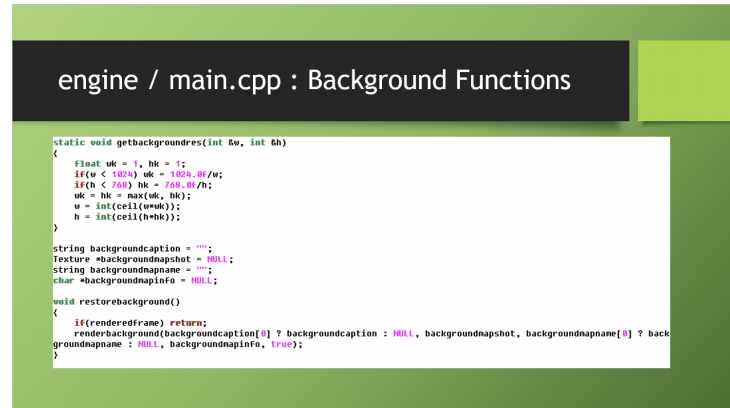 engine / main.cpp : Background Functions
static void getbackgroundres(int &w, int &h)
{
    float wk = 1, hk = 1;
    if(w < 1024) wk = 1024.0f/w;
    if(h < 768) hk = 768.0f/h;
    wk = hk = max(wk, hk);
    w = int(ceil(w*wk));
    h = int(ceil(h*hk));
}

string backgroundcaption = "";
Texture *backgroundmapshot = NULL;
string backgroundmapname = "";
char *backgroundmapinfo = NULL;

void restorebackground()
{
    if(renderedframe) return;
    renderbackground(backgroundcaption[0] ? backgroundcaption : NULL, backgroundmapshot, backgroundmapname[0] ? back
groundmapname : NULL, backgroundmapinfo, true);
}